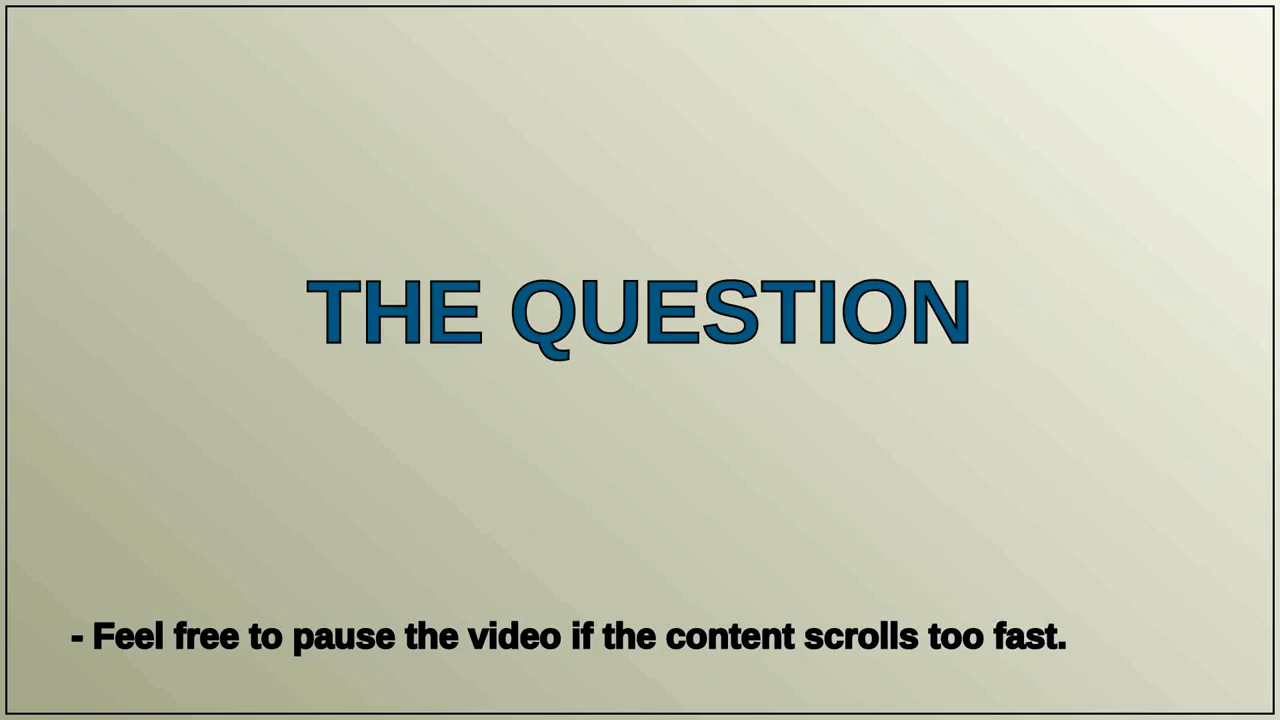 THE QUESTION
- Feel free to pause the video if the content scrolls too fast.